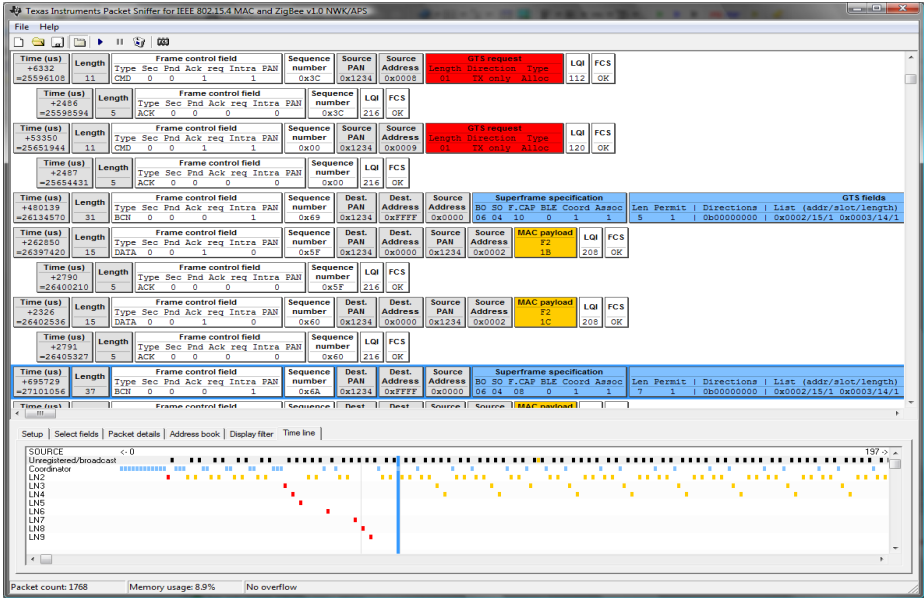 Texas Instruments Packet Sniffer for IEEE 802.15.4 MAC and ZigBee v1.0 NWK/APS
File Help
Time (us) Length Frame control field Sequence number Source PAN Source Address GTS request LQI FCS
+6332 Type Sec Pnd Ack req Intra PAN Length Direction Type
=25596108 11 CMD 0 0 1 1 0x3C 0x1234 0x0008 01 TX only Alloc 112 OK
Time (us) Length Frame control field Sequence number LQI FCS
+2486 Type Sec Pnd Ack req Intra PAN
=25598594 5 ACK 0 0 0 0 0x3C 216 OK
Time (us) Length Frame control field Sequence number Source PAN Source Address GTS request LQI FCS
+53350 Type Sec Pnd Ack req Intra PAN Length Direction Type
=25651944 11 CMD 0 0 1 1 0x00 0x1234 0x0009 01 TX only Alloc 120 OK
Time (us) Length Frame control field Sequence number LQI FCS
+2487 Type Sec Pnd Ack req Intra PAN
=25654431 5 ACK 0 0 0 0 0x00 216 OK
Time (us) Length Frame control field Sequence number Dest. PAN Dest. Address Source Address Superframe specification GTS fields
+480139 Type Sec Pnd Ack req Intra PAN BO SO F.CAP BLE Coord Assoc Len Permit | Directions | List (addr/slot/length)
=26134570 31 BCN 0 0 0 1 0x69 0x1234 0xFFFF 0x0000 06 04 10 0 1 1 5 1 | 0b00000000 | 0x0002/15/1 0x0003/14/1
Time (us) Length Frame control field Sequence number Dest. PAN Dest. Address Source PAN Source Address MAC payload LQI FCS
+262850 Type Sec Pnd Ack req Intra PAN F2
=26397420 15 DATA 0 0 1 0 0x5F 0x1234 0x0000 0x1234 0x0002 1B 208 OK
Time (us) Length Frame control field Sequence number LQI FCS
+2790 Type Sec Pnd Ack req Intra PAN
=26400210 5 ACK 0 0 0 0 0x5F 216 OK
Time (us) Length Frame control field Sequence number Dest. PAN Dest. Address Source PAN Source Address MAC payload LQI FCS
+2326 Type Sec Pnd Ack req Intra PAN F2
=26402536 15 DATA 0 0 1 0 0x60 0x1234 0x0000 0x1234 0x0002 1C 208 OK
Time (us) Length Frame control field Sequence number LQI FCS
+2791 Type Sec Pnd Ack req Intra PAN
=26405327 5 ACK 0 0 0 0 0x60 216 OK
Time (us) Length Frame control field Sequence number Dest. PAN Dest. Address Source Address Superframe specification
+695729 Type Sec Pnd Ack req Intra PAN BO SO F.CAP BLE Coord Assoc Len Permit | Directions | List (addr/slot/length)
=27101056 37 BCN 0 0 0 1 0x6A 0x1234 0xFFFF 0x0000 06 04 08 0 1 1 7 1 | 0b00000000 | 0x0002/15/1 0x0003/14/1
Time (us) Frame control field Sequence Dest. Dest. Source Source MAC payload
Setup Select fields Packet details Address book Display filter Time line
SOURCE <- 0 197 ->
Unregistered/broadcast
Coordinator
LN2
LN3
LN4
LN5
LN6
LN7
LN8
LN9
Packet count: 1768 Memory usage: 8.9% No overflow